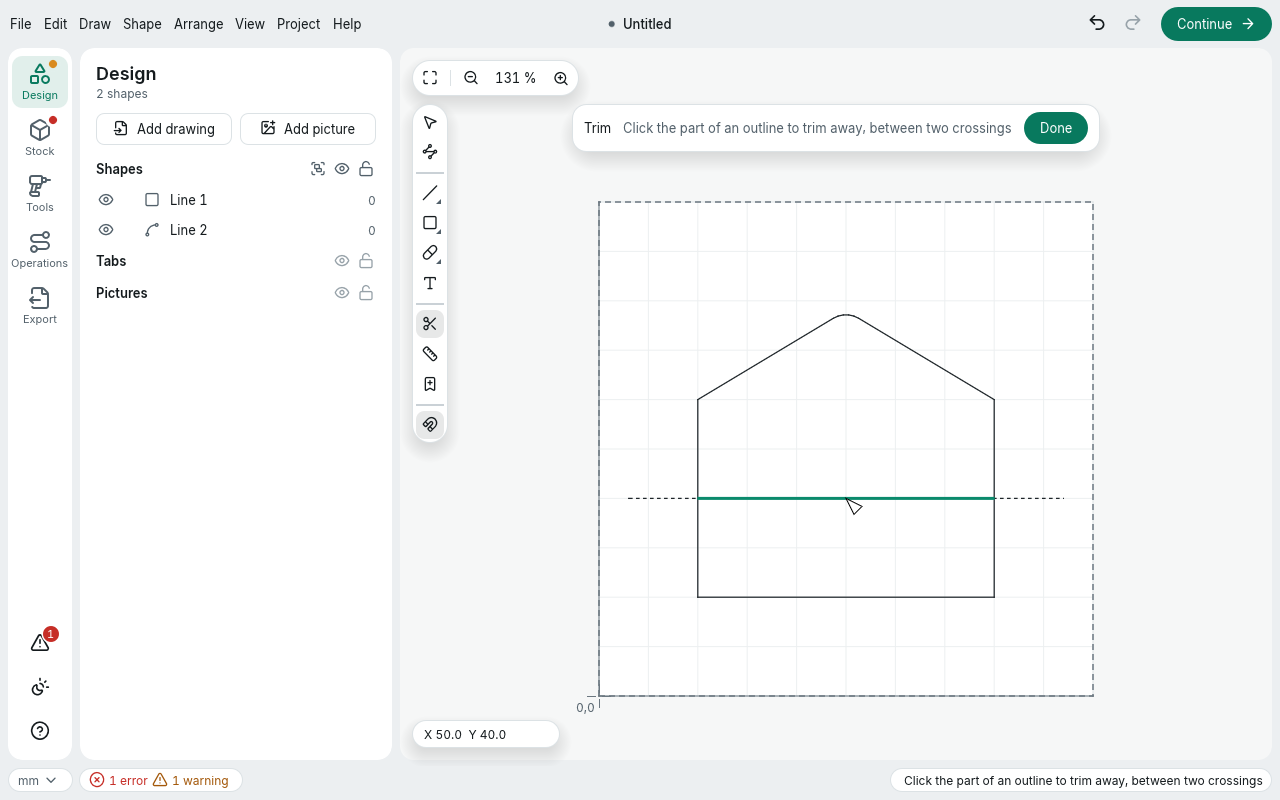 File Edit Draw Shape Arrange View Project Help
Untitled
Continue
Design
Stock
Tools
Operations
Export
1
Design
2 shapes
Add drawing
Add picture
Shapes
Line 1 0
Line 2 0
Tabs
Pictures
131 %
Trim Click the part of an outline to trim away, between two crossings Done
0,0
X 50.0 Y 40.0
mm
1 error 1 warning
Click the part of an outline to trim away, between two crossings